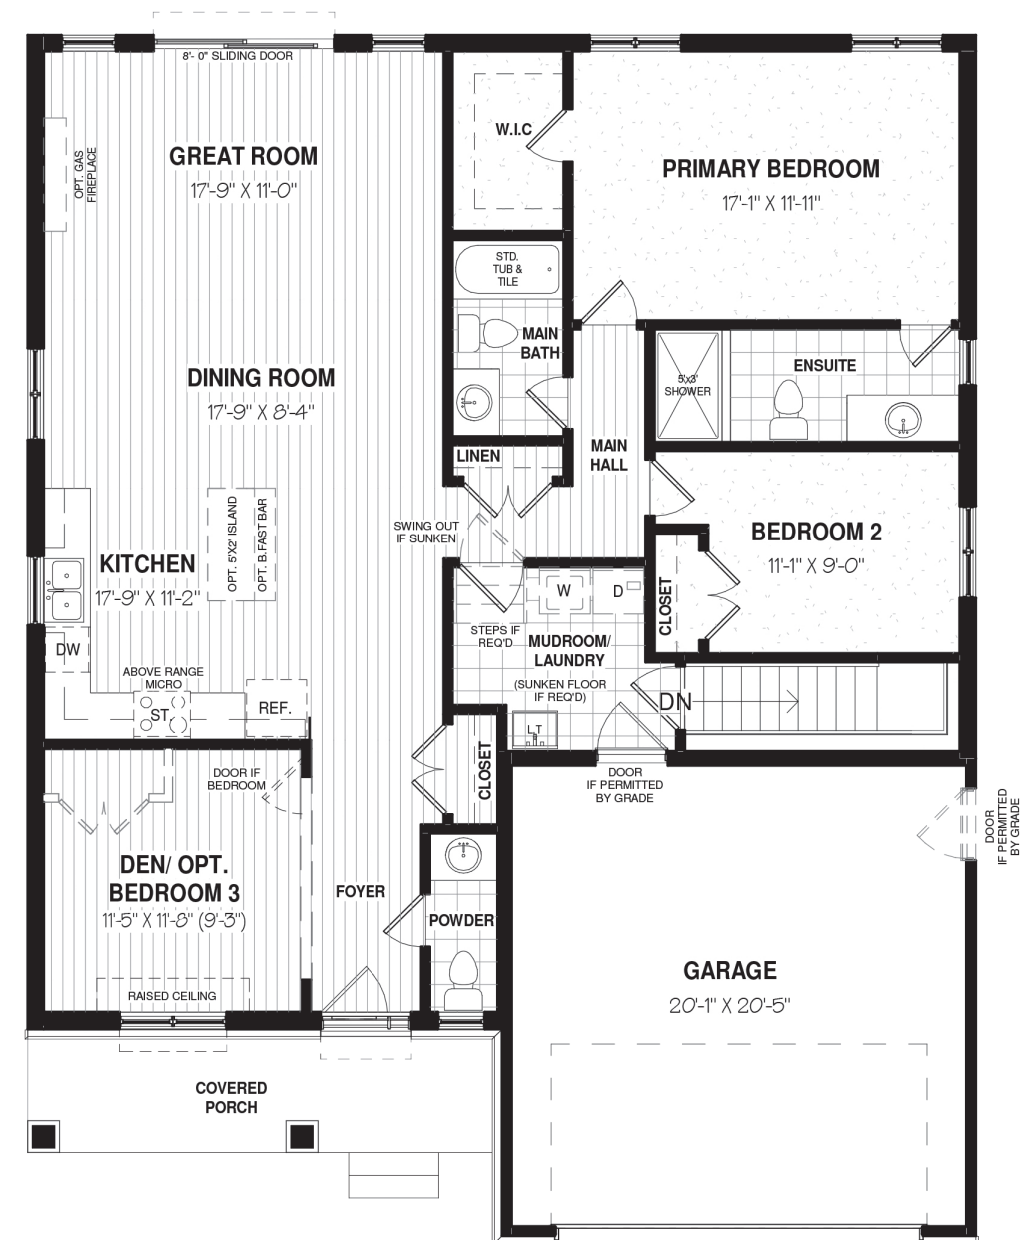 8'- 0" SLIDING DOOR
OPT. GAS
FIREPLACE
GREAT ROOM
17'-9" X 11'-0"
W.I.C
PRIMARY BEDROOM
17'-1" X 11'-11"
STD.
TUB &
TILE
MAIN
BATH
ENSUITE
5'x3'
SHOWER
DINING ROOM
17'-9" X 8'-4"
LINEN
MAIN
HALL
SWING OUT
IF SUNKEN
BEDROOM 2
11'-1" X 9'-0"
CLOSET
KITCHEN
17'-9" X 11'-2"
OPT. 5'X2' ISLAND
OPT. B.FAST BAR
W
D
STEPS IF
REQ'D
MUDROOM/
LAUNDRY
(SUNKEN FLOOR
IF REQ'D)
DN
DW
ABOVE RANGE
MICRO
ST.
REF.
LT
CLOSET
DOOR IF
BEDROOM
DOOR
IF PERMITTED
BY GRADE
DOOR
IF PERMITTED
BY GRADE
DEN/ OPT.
BEDROOM 3
11'-5" X 11'-8" (9'-3")
FOYER
POWDER
RAISED CEILING
GARAGE
20'-1" X 20'-5"
COVERED
PORCH